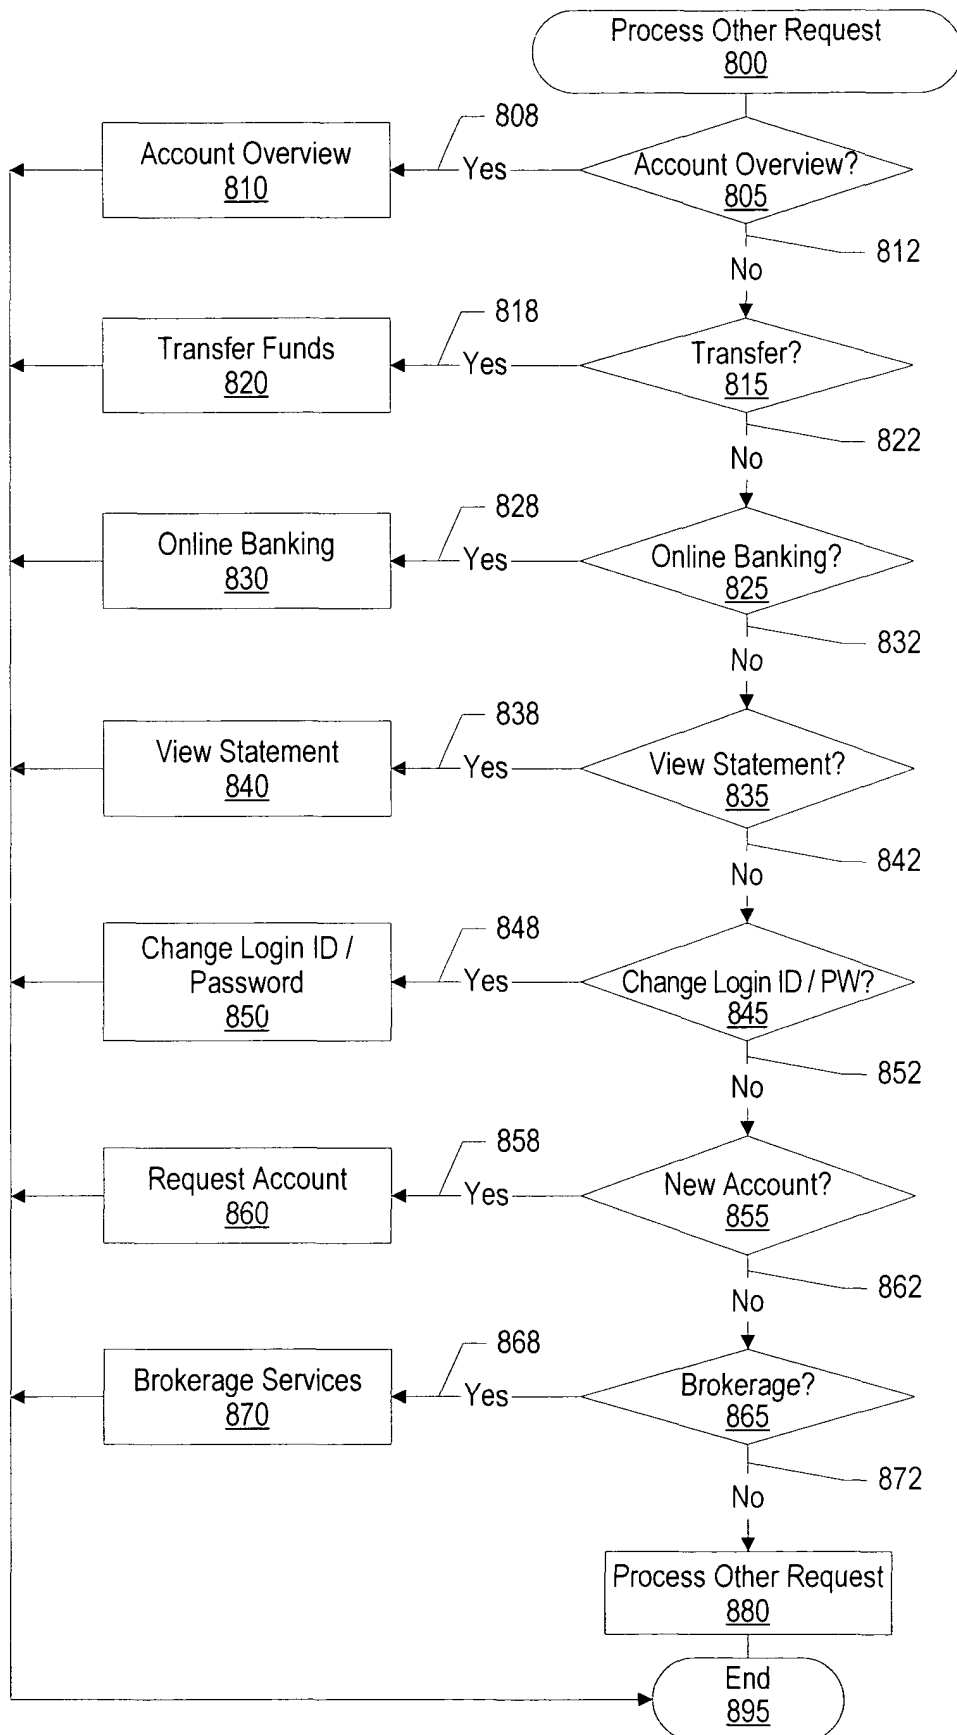 Process Other Request
800
808
Account Overview
810
Yes
Account Overview?
805
812
No
818
Transfer Funds
820
Yes
Transfer?
815
822
No
828
Online Banking
830
Yes
Online Banking?
825
832
No
838
View Statement
840
Yes
View Statement?
835
842
No
848
Change Login ID /
Password
850
Yes
Change Login ID / PW?
845
852
No
858
Request Account
860
Yes
New Account?
855
862
No
868
Brokerage Services
870
Yes
Brokerage?
865
872
No
Process Other Request
880
End
895